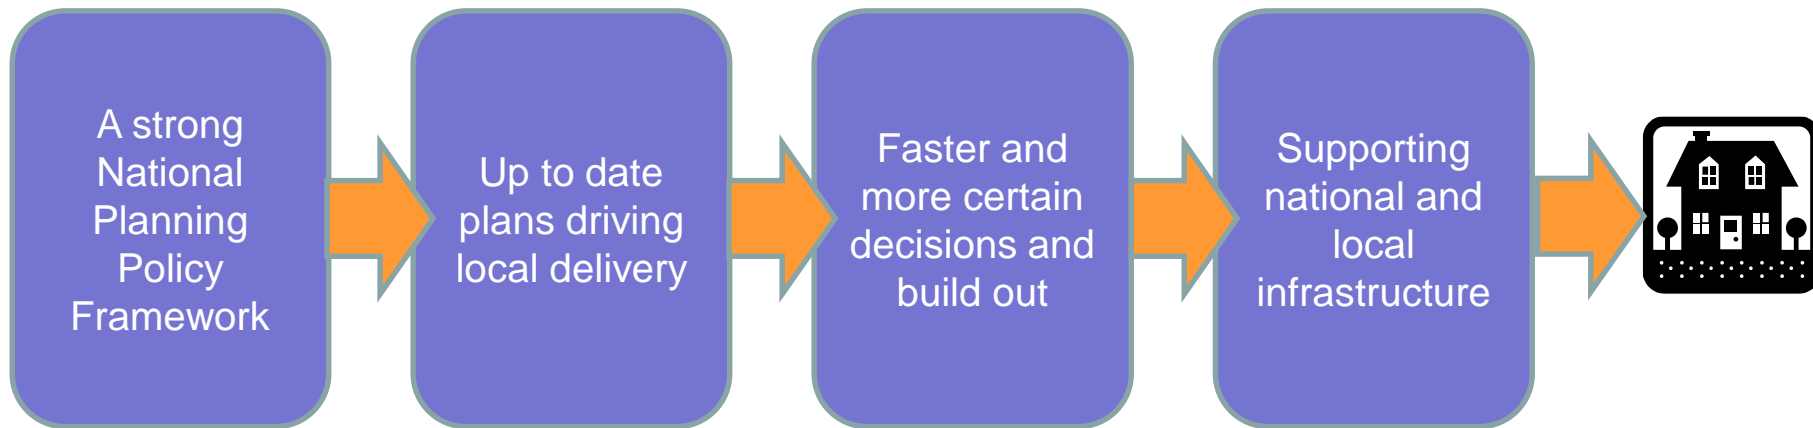 A strong
National
Planning
Policy
Framework
Up to date
plans driving
local delivery
Faster and
more certain
decisions and
build out
Supporting
national and
local
infrastructure